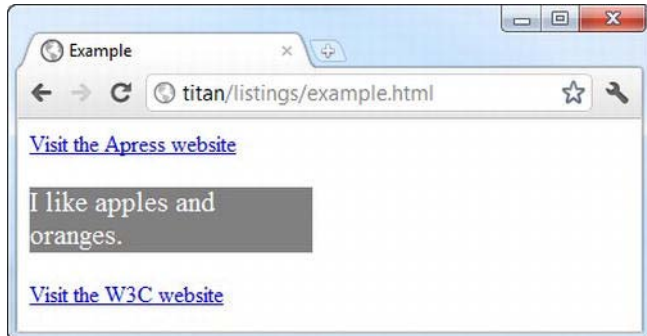 Example
titan/listings/example.html
Visit the Apress website
I like apples and
oranges.
Visit the W3C website